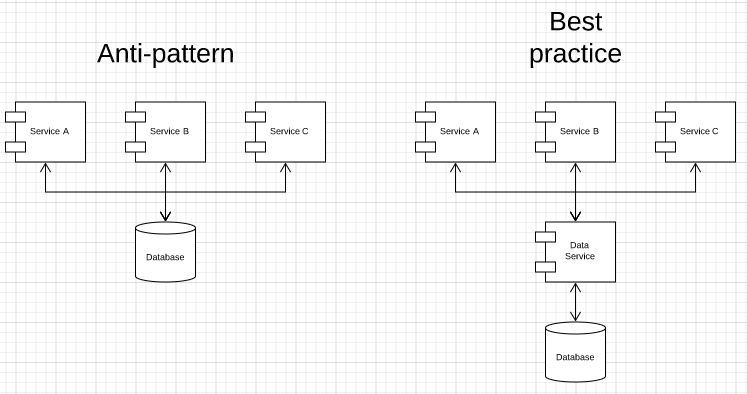 Anti-pattern
Service A
Service B
Service C
Database
Best
practice
Service A
Service B
Service C
Data
Service
Database